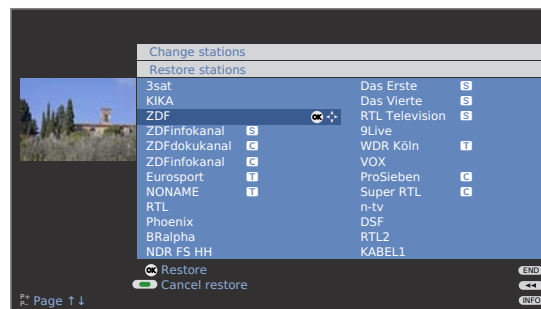 Change stations
Restore stations
3sat
KIKA
ZDF OK
ZDFinfokanal S
ZDFdokukanal C
ZDFinfokanal C
Eurosport T
NONAME T
RTL
Phoenix
BRalpha
NDR FS HH
Das Erste S
Das Vierte S
RTL Television S
9Live
WDR Köln T
VOX
ProSieben C
Super RTL C
n-tv
DSF
RTL2
KABEL1
OK Restore
Cancel restore
P+
P- Page ↑↓
END
◀◀
INFO